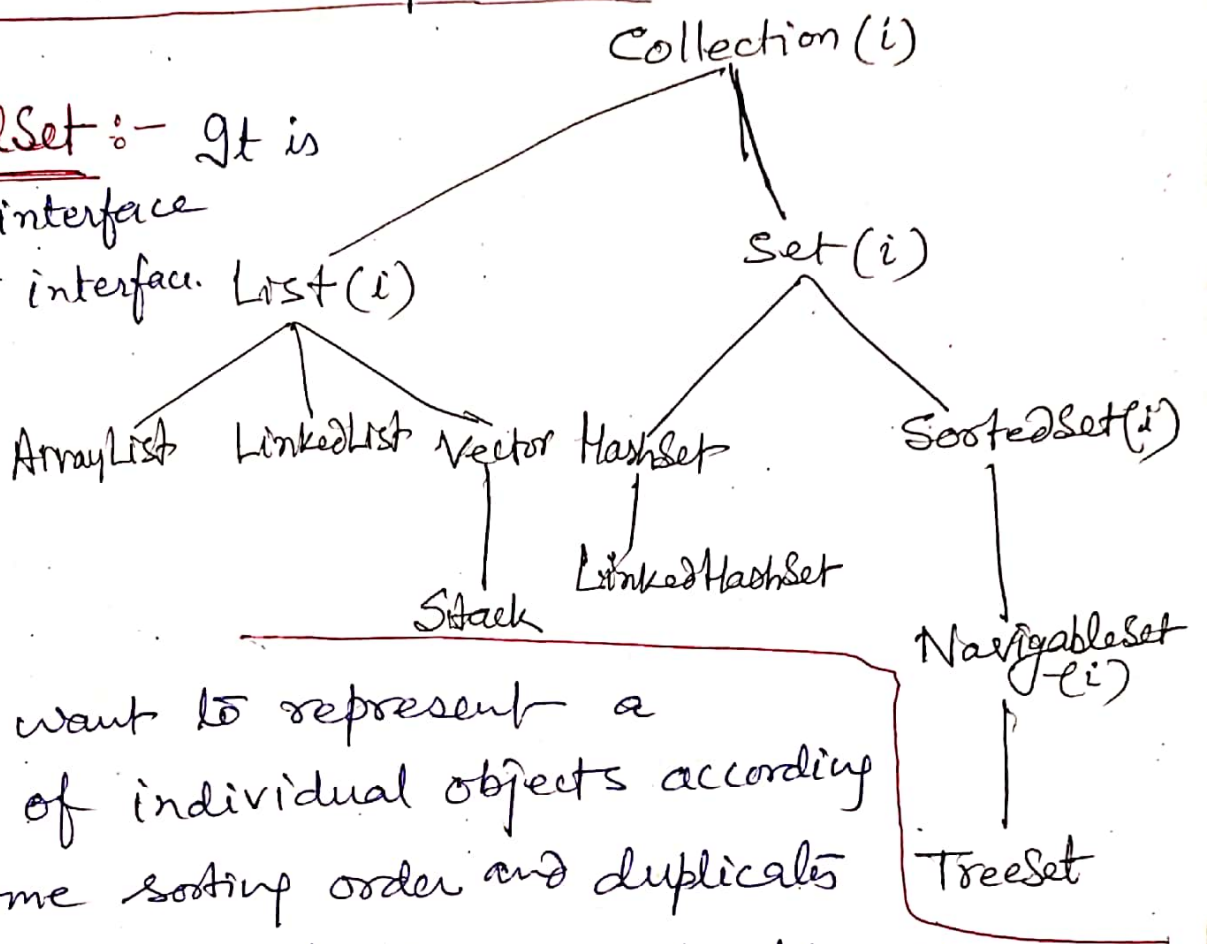 Collection (i)
Set :- It is
interface
interface. List (i)
Set (i)
ArrayList LinkedList Vector HashSet SortedSet (i)
LinkedHashSet
Stack
NavigableSet
(i)
want to represent a
of individual objects according
me sorting order and duplicates
TreeSet